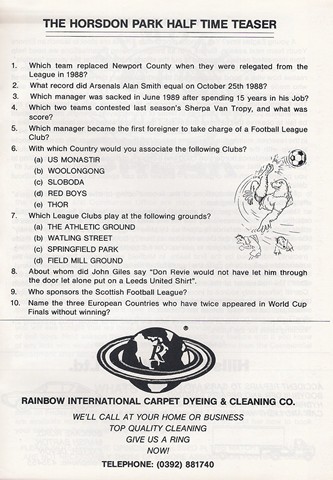 THE HORSDON PARK HALF TIME TEASER
1. Which team replaced Newport County when they were relegated from the
League in 1988?
2. What record did Arsenals Alan Smith equal on October 25th 1988?
3. Which manager was sacked in June 1989 after spending 15 years in his Job?
4. Which two teams contested last season's Sherpa Van Tropy, and what was
score?
5. Which manager became the first foreigner to take charge of a Football League
Club?
6. With which Country would you associate the following Clubs?
(a) US MONASTIR
(b) WOOLONGONG
(c) SLOBODA
(d) RED BOYS
(e) THOR
7. Which League Clubs play at the following grounds?
(a) THE ATHLETIC GROUND
(b) WATLING STREET
(c) SPRINGFIELD PARK
(d) FIELD MILL GROUND
8. About whom did John Giles say "Don Revie would not have let him through
the door let alone put on a Leeds United Shirt".
9. Who sponsores the Scottish Football League?
10. Name the three European Countries who have twice appeared in World Cup
Finals without winning?
R
®
RAINBOW INTERNATIONAL CARPET DYEING & CLEANING CO.
WE'LL CALL AT YOUR HOME OR BUSINESS
TOP QUALITY CLEANING
GIVE US A RING
NOW!
TELEPHONE: (0392) 881740